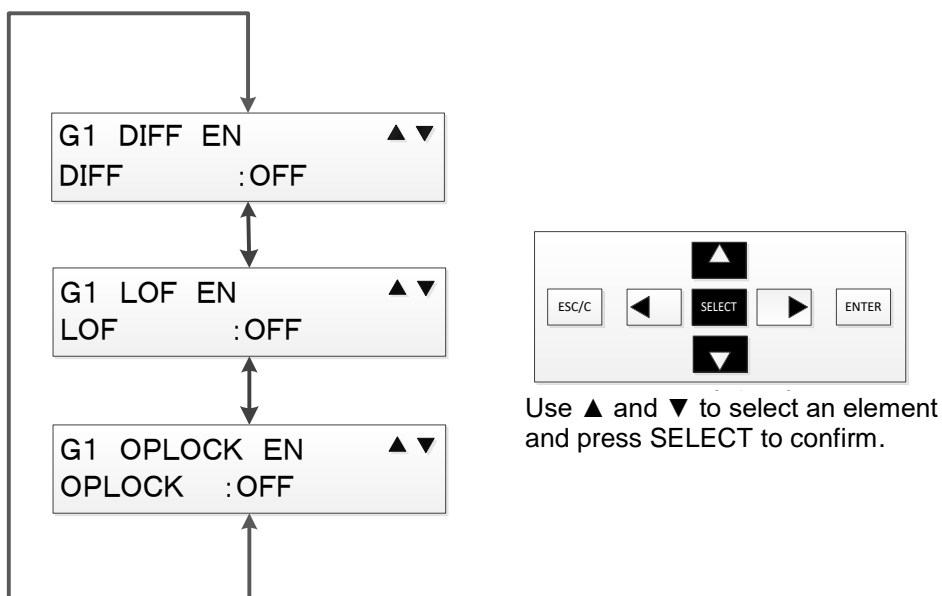 G1 DIFF EN ▲ ▼
DIFF :OFF
G1 LOF EN ▲ ▼
LOF :OFF
G1 OPLOCK EN ▲ ▼
OPLOCK :OFF
ESC/C ◀ ▲ SELECT ▼ ▶ ENTER
Use ▲ and ▼ to select an element
and press SELECT to confirm.